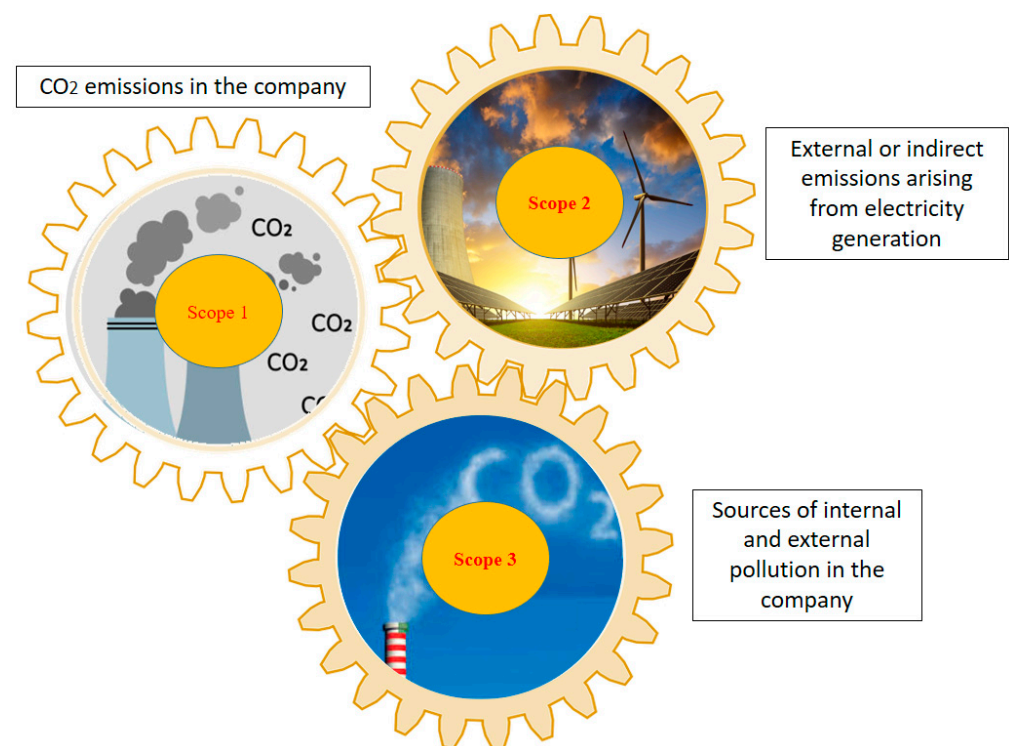 CO2 emissions in the company
Scope 1
CO₂
CO₂
CO₂
Scope 2
External or indirect
emissions arising
from electricity
generation
CO₂
Scope 3
Sources of internal
and external
pollution in the
company